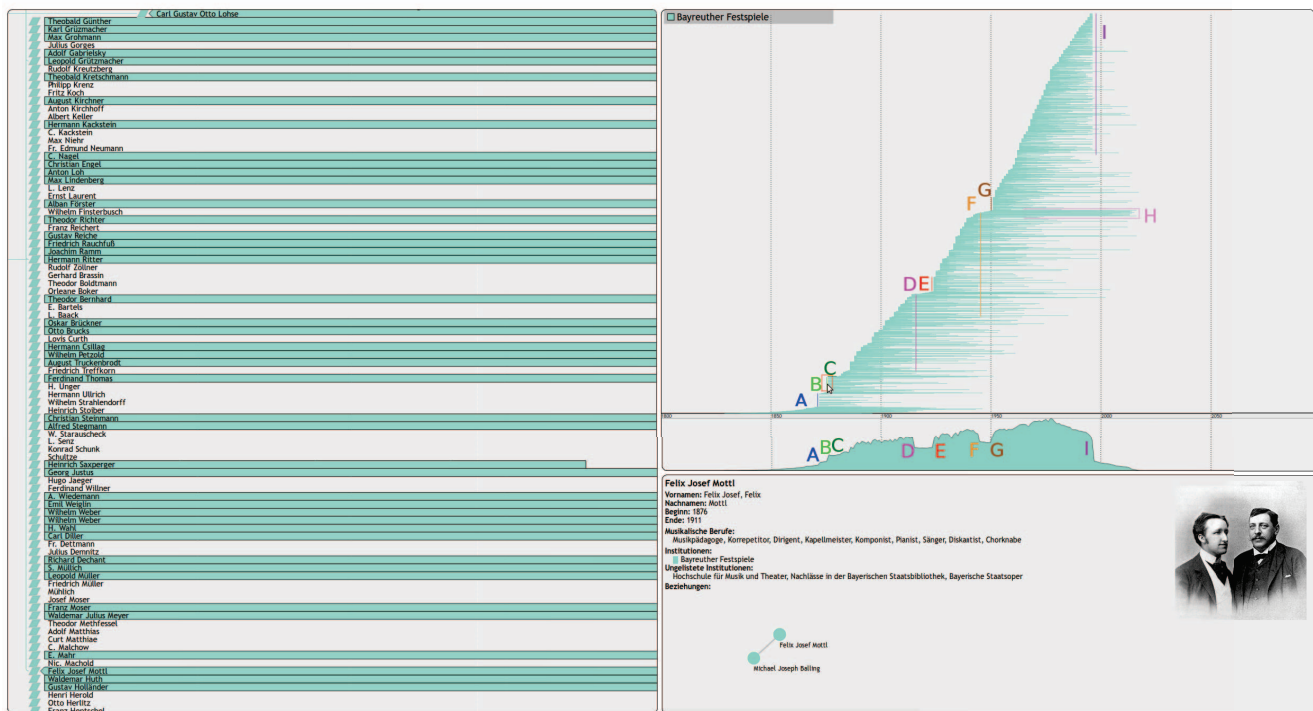 Carl Gustav Otto Lohse
Theobald Günther
Karl Grüzmacher
Max Grohmann
Julius Gorges
Adolf Gabrielsky
Leopold Grützmacher
Rudolf Kreutzberg
Theobald Kretschmann
Philipp Krenz
Fritz Koch
August Kirchner
Anton Kirchhoff
Albert Keller
Hermann Kackstein
C. Kackstein
Max Niehr
Fr. Edmund Neumann
C. Nagel
Christian Engel
Anton Loh
Max Lindenberg
L. Lenz
Ernst Laurent
Alban Förster
Wilhelm Finsterbusch
Theodor Richter
Franz Reichert
Gustav Reiche
Friedrich Rauchfuß
Joachim Ramm
Hermann Ritter
Rudolf Zöllner
Gerhard Brassin
Theodor Boldtmann
Orleane Boker
Theodor Bernhard
E. Bartels
L. Baack
Oskar Brückner
Otto Brucks
Lovis Curth
Hermann Csillag
Wilhelm Petzold
August Truckenbrodt
Friedrich Treffkorn
Ferdinand Thomas
H. Unger
Hermann Ullrich
Wilhelm Strahlendorff
Heinrich Stoiber
Christian Steinmann
Alfred Stegmann
W. Starauscheck
L. Senz
Konrad Schunk
Schultze
Heinrich Saxperger
Georg Justus
Hugo Jaeger
Ferdinand Willner
A. Wiedemann
Emil Weiglin
Wilhelm Weber
Wilhelm Weber
H. Wahl
Carl Diller
Fr. Dettmann
Julius Demnitz
Richard Dechant
S. Müllich
Leopold Müller
Friedrich Müller
Mühlich
Josef Moser
Franz Moser
Waldemar Julius Meyer
Theodor Methfessel
Adolf Matthias
Curt Matthiae
C. Malchow
E. Mahr
Nic. Machold
Felix Josef Mottl
Waldemar Huth
Gustav Holländer
Henri Herold
Otto Herlitz
Franz Hentschel
Bayreuther Festspiele
I
G
F
H
D E
C
B
A
1800 1850 1900 1950 2000 2050
A B C D E F G I
Felix Josef Mottl
Vornamen: Felix Josef, Felix
Nachnamen: Mottl
Beginn: 1876
Ende: 1911
Musikalische Berufe:
Musikpädagoge, Korrepetitor, Dirigent, Kapellmeister, Komponist, Pianist, Sänger, Diskaatist, Chorknabe
Institutionen:
Bayreuther Festspiele
Ungelistete Institutionen:
Hochschule für Musik und Theater, Nachlässe in der Bayerischen Staatsbibliothek, Bayerische Staatsoper
Beziehungen:
Felix Josef Mottl
Michael Joseph Balling